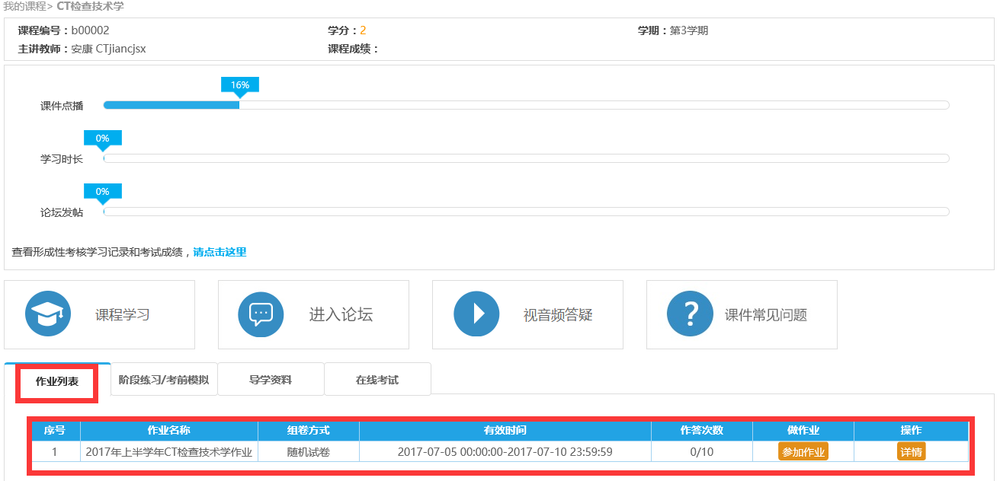 我的课程> CT检查技术学
课程编号：b00002 学分：2 学期：第3学期
主讲教师：安康 CTjiancjsx 课程成绩：
16%
课件点播
0%
学习时长
0%
论坛发帖
查看形成性考核学习记录和考试成绩，请点击这里
课程学习 进入论坛 视音频答疑 课件常见问题
作业列表 阶段练习/考前模拟 导学资料 在线考试
序号 作业名称 组卷方式 有效时间 作答次数 做作业 操作
1 2017年上半学年CT检查技术学作业 随机试卷 2017-07-05 00:00:00-2017-07-10 23:59:59 0/10 参加作业 详情